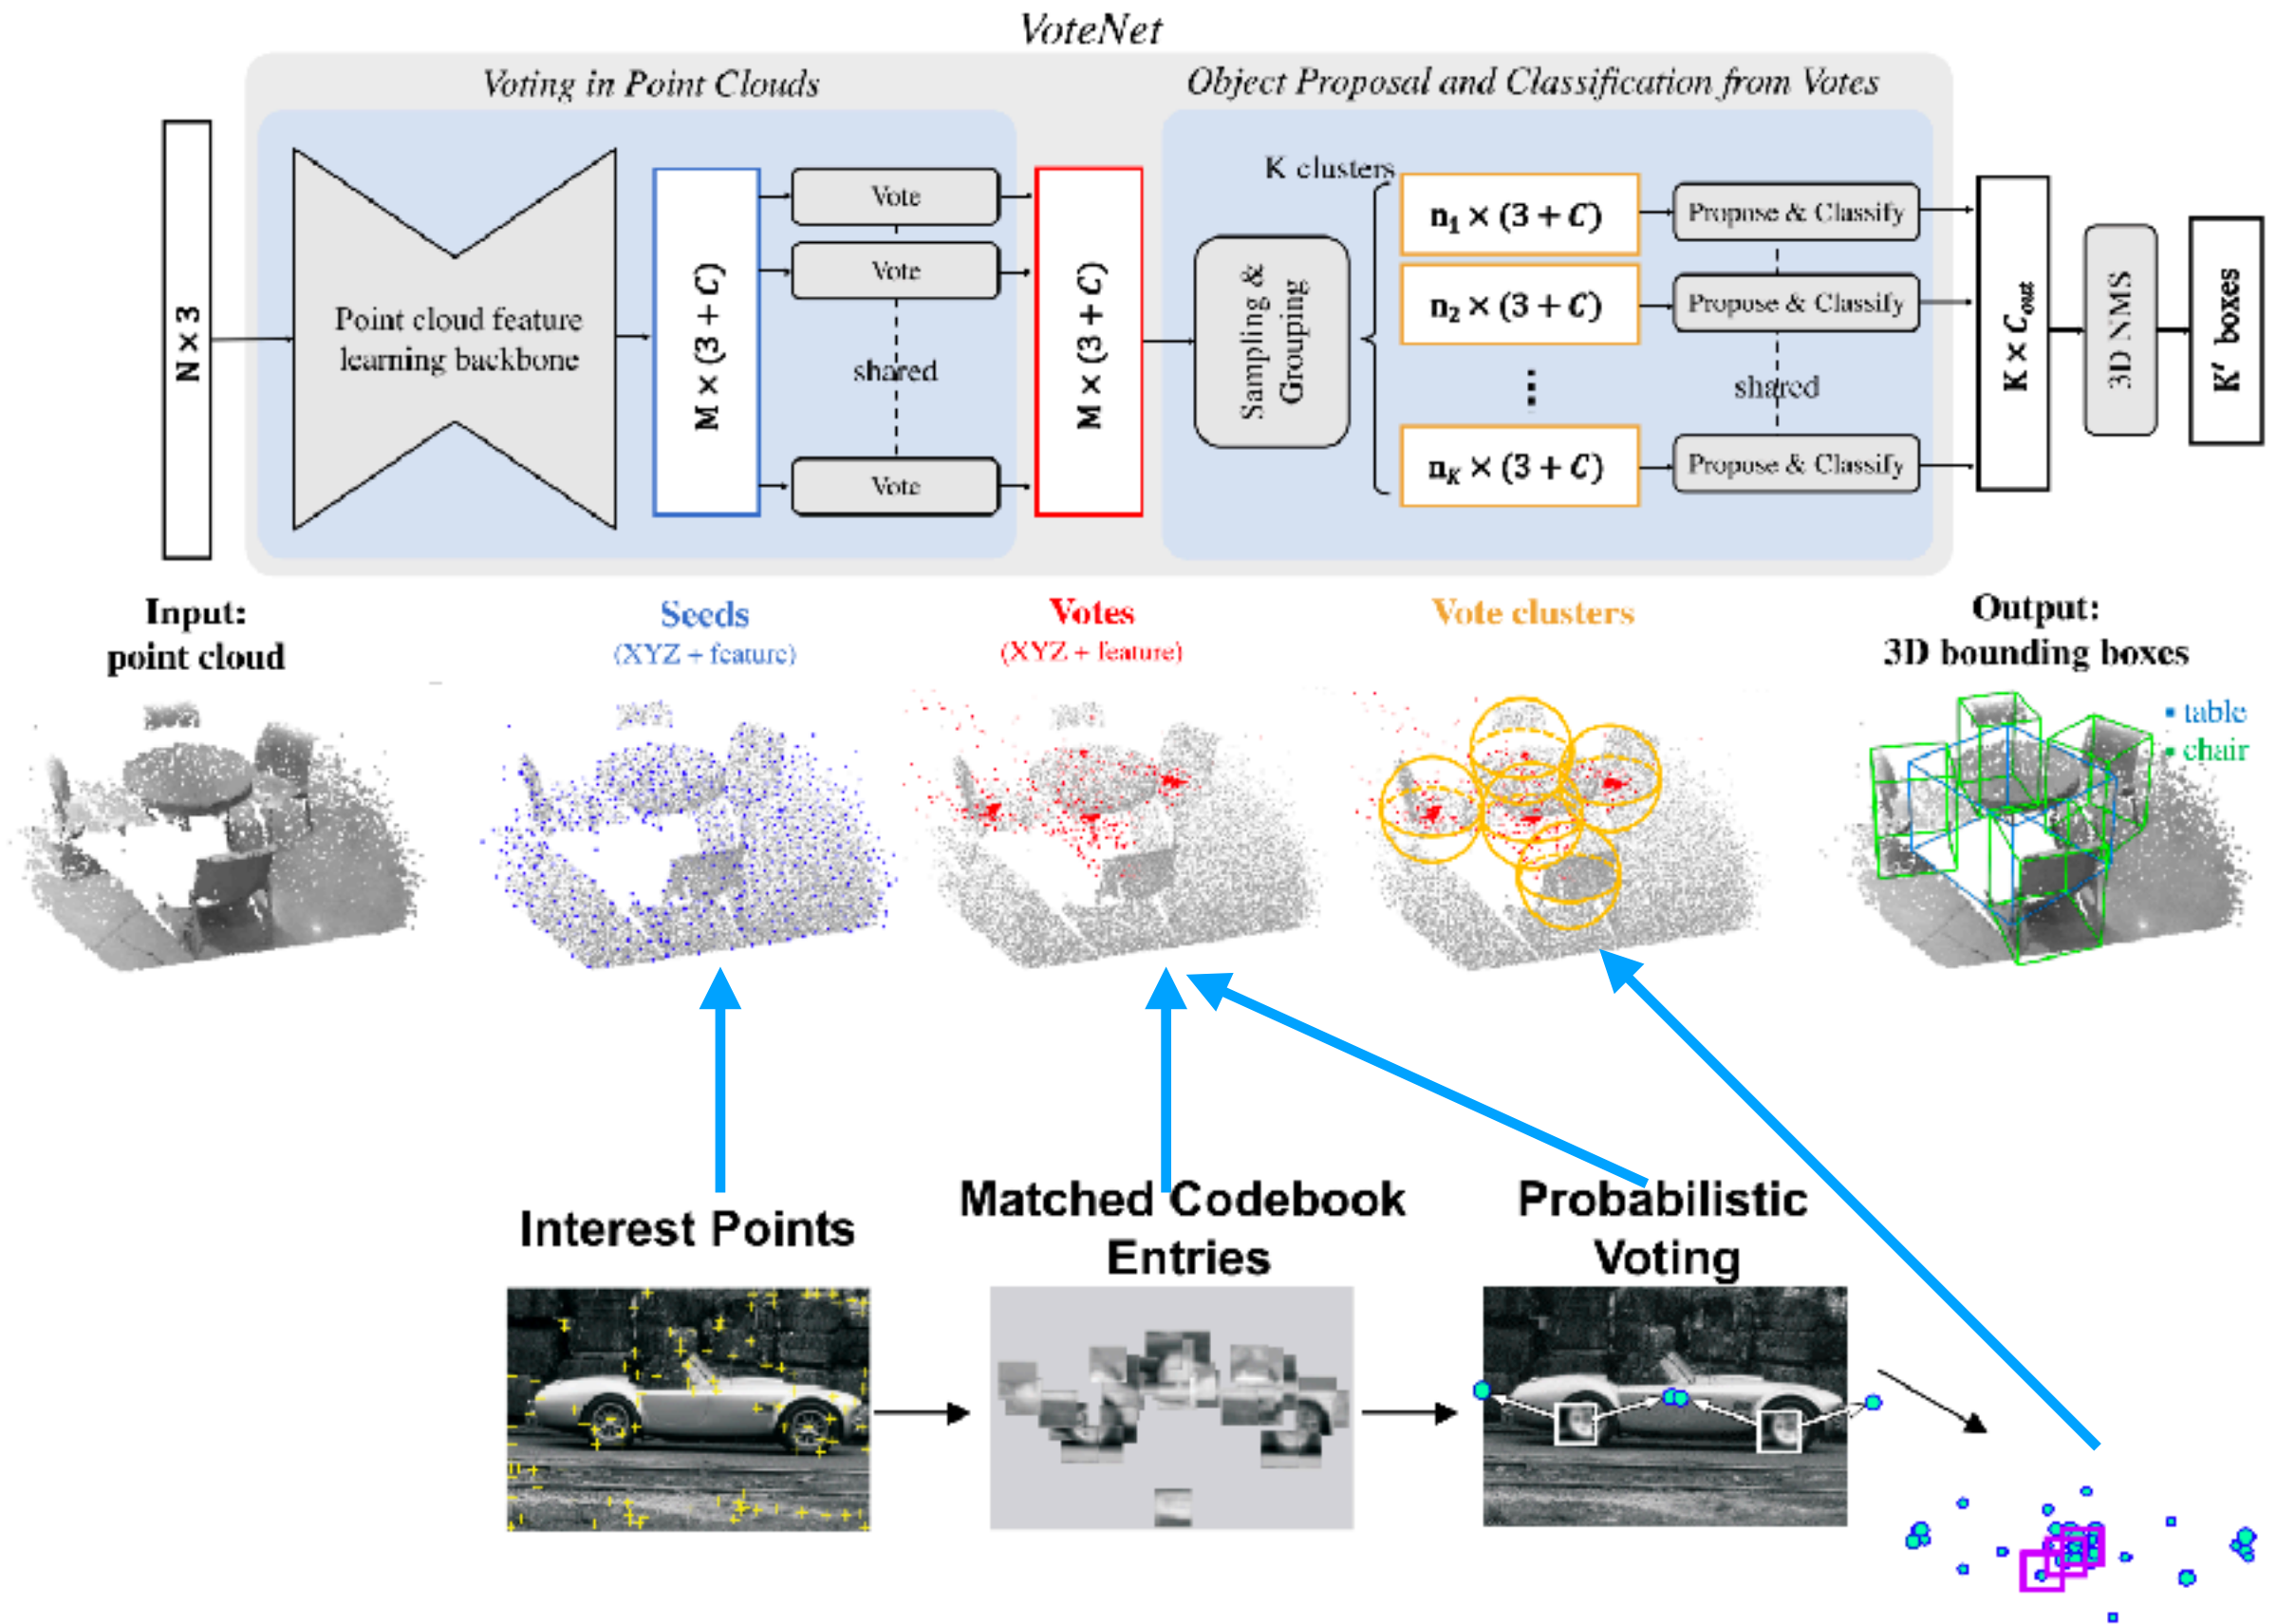 VoteNet
Voting in Point Clouds
Object Proposal and Classification from Votes
N × 3
Point cloud feature
learning backbone
M × (3 + C)
Vote
Vote
shared
Vote
M × (3 + C)
Sampling &
Grouping
K clusters
n₁ × (3 + C)
n₂ × (3 + C)
⋮
n_K × (3 + C)
Propose & Classify
Propose & Classify
shared
Propose & Classify
K × C_out
3D NMS
K′ boxes
Input:
point cloud
Seeds
(XYZ + feature)
Votes
(XYZ + feature)
Vote clusters
Output:
3D bounding boxes
table
chair
Interest Points
Matched Codebook
Entries
Probabilistic
Voting